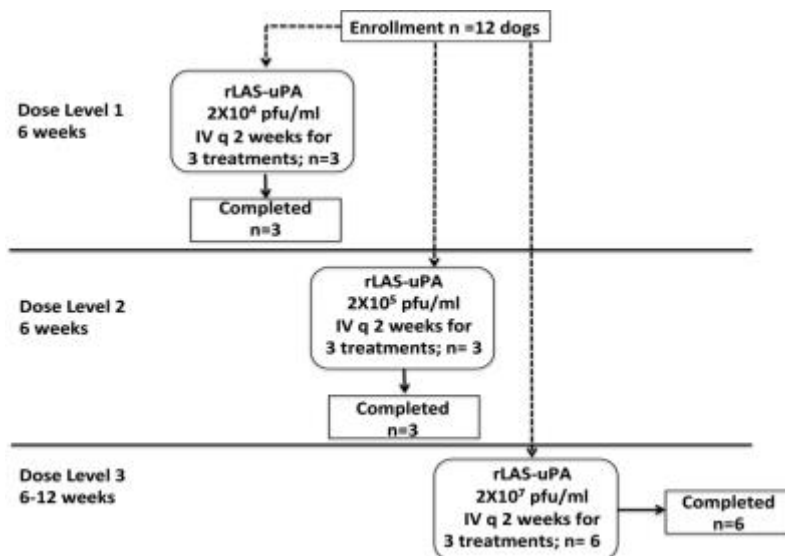 Enrollment n =12 dogs
Dose Level 1
6 weeks
rLAS-uPA
2X10⁴ pfu/ml
IV q 2 weeks for
3 treatments; n=3
Completed
n=3
Dose Level 2
6 weeks
rLAS-uPA
2X10⁵ pfu/ml
IV q 2 weeks for
3 treatments; n= 3
Completed
n=3
Dose Level 3
6-12 weeks
rLAS-uPA
2X10⁷ pfu/ml
IV q 2 weeks for
3 treatments; n= 6
Completed
n=6